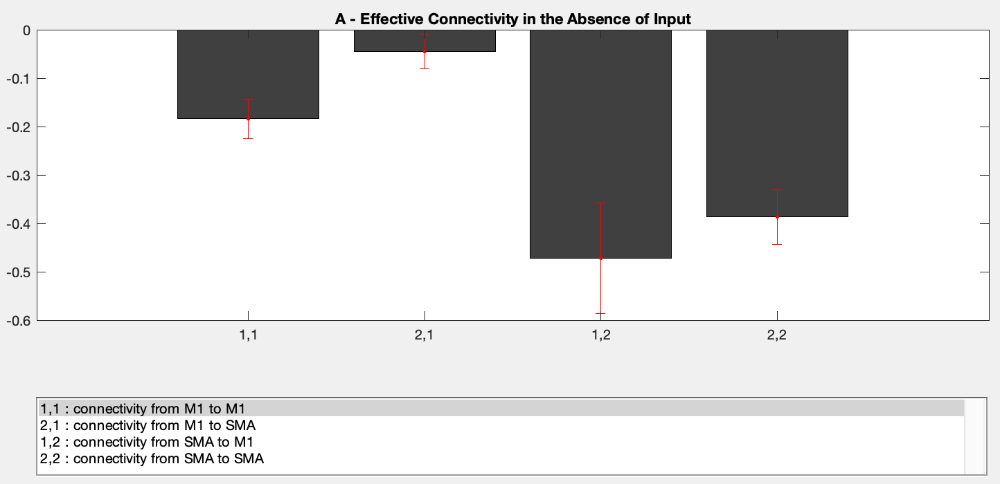 A - Effective Connectivity in the Absence of Input
0
-0.1
-0.2
-0.3
-0.4
-0.5
-0.6
1,1 2,1 1,2 2,2
1,1 : connectivity from M1 to M1
2,1 : connectivity from M1 to SMA
1,2 : connectivity from SMA to M1
2,2 : connectivity from SMA to SMA